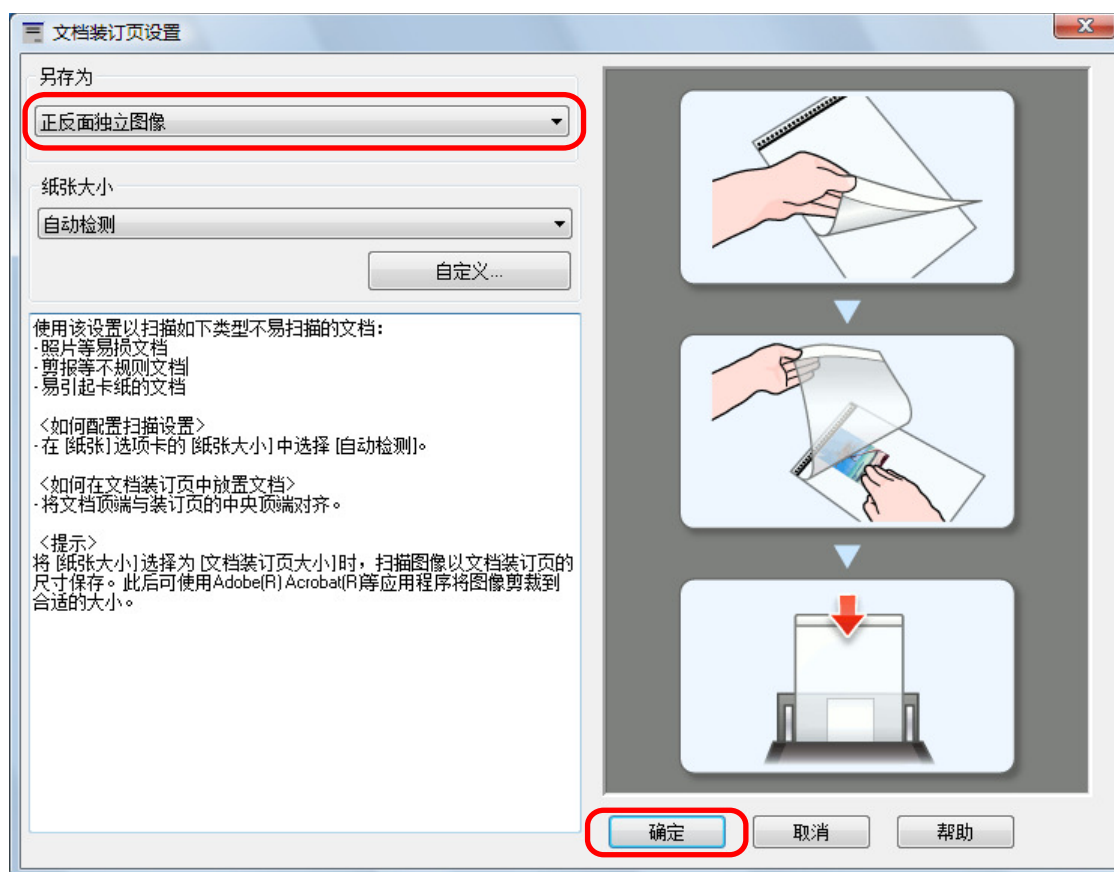 文档装订页设置
另存为
正反面独立图像
纸张大小
自动检测
自定义...
使用该设置以扫描如下类型不易扫描的文档:
·照片等易损文档
·剪报等不规则文档
·易引起卡纸的文档
〈如何配置扫描设置〉
·在 [纸张] 选项卡的 [纸张大小] 中选择 [自动检测]。
〈如何在文档装订页中放置文档〉
·将文档顶端与装订页的中央顶端对齐。
〈提示〉
将 [纸张大小] 选择为 [文档装订页大小] 时，扫描图像以文档装订页的
尺寸保存。此后可使用Adobe(R) Acrobat(R)等应用程序将图像剪裁到
合适的大小。
确定
取消
帮助